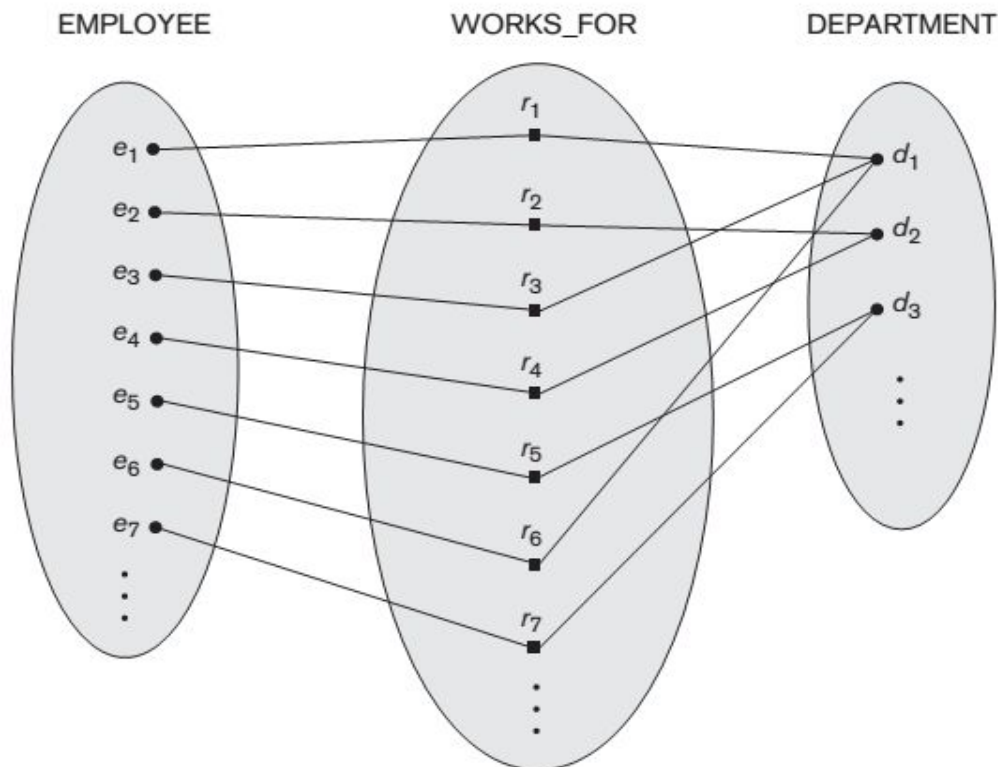 EMPLOYEE WORKS_FOR DEPARTMENT
e1
e2
e3
e4
e5
e6
e7
r1
r2
r3
r4
r5
r6
r7
d1
d2
d3